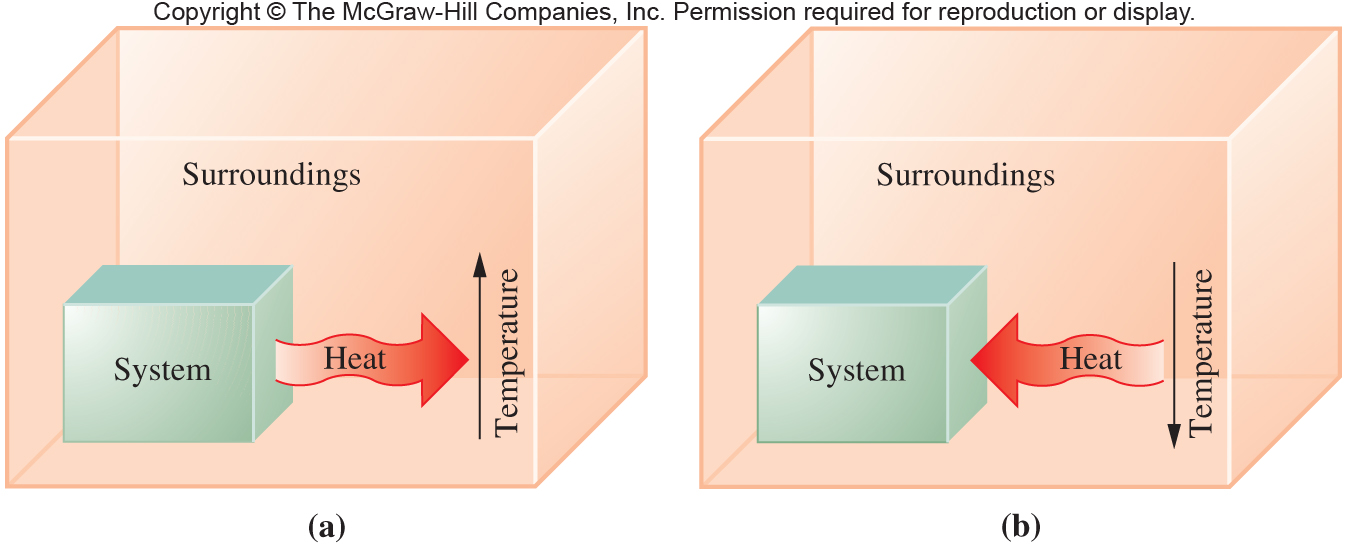 Copyright © The McGraw-Hill Companies, Inc. Permission required for reproduction or display.
Surroundings
System
Heat
Temperature
(a)
Surroundings
System
Heat
Temperature
(b)